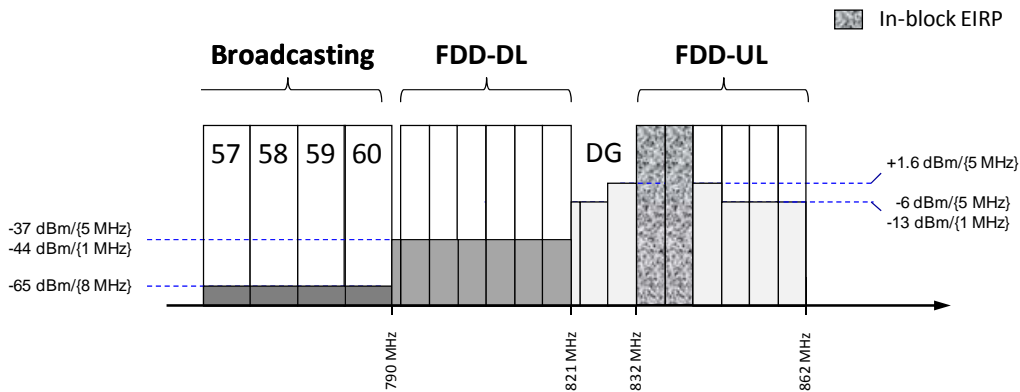 In-block EIRP
Broadcasting
FDD-DL
FDD-UL
57 58 59 60
DG
+1.6 dBm/{5 MHz}
-6 dBm/{5 MHz}
-13 dBm/{1 MHz}
-37 dBm/{5 MHz}
-44 dBm/{1 MHz}
-65 dBm/{8 MHz}
790 MHz
821 MHz
832 MHz
862 MHz